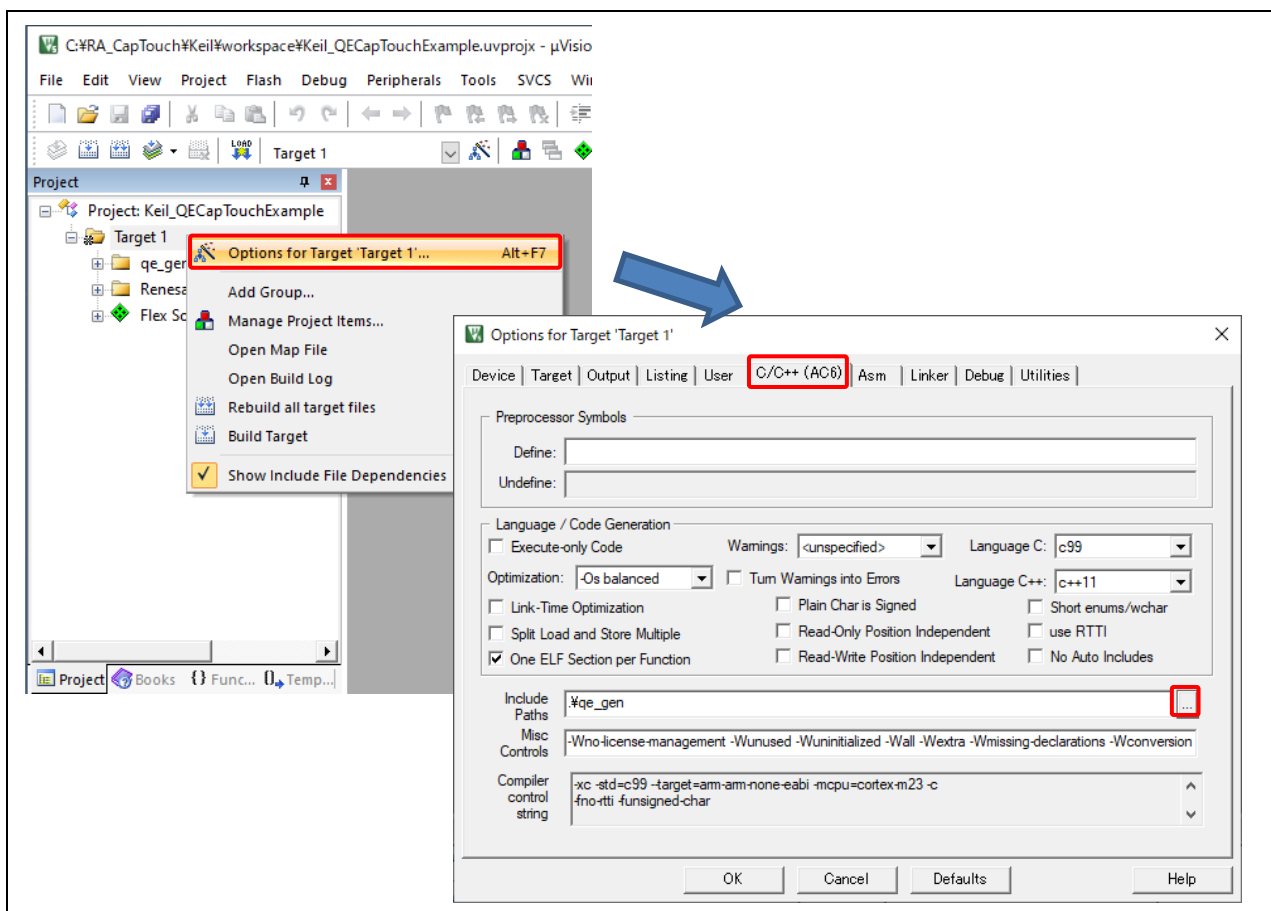 C:¥RA_CapTouch¥Keil¥workspace¥Keil_QECapTouchExample.uvprojx - µVisio
File Edit View Project Flash Debug Peripherals Tools SVCS Wi
LOAD Target 1
Project
Project: Keil_QECapTouchExample
Target 1
qe_ger
Renesa
Flex Sc
Options for Target 'Target 1'... Alt+F7
Add Group...
Manage Project Items...
Open Map File
Open Build Log
Rebuild all target files
Build Target
Show Include File Dependencies
Project Books {} Func... Temp...
Options for Target 'Target 1'
Device Target Output Listing User C/C++ (AC6) Asm Linker Debug Utilities
Preprocessor Symbols
Define:
Undefine:
Language / Code Generation
Execute-only Code Warnings: <unspecified> Language C: c99
Optimization: -Os balanced Turn Warnings into Errors Language C++: c++11
Link-Time Optimization Plain Char is Signed Short enums/wchar
Split Load and Store Multiple Read-Only Position Independent use RTTI
One ELF Section per Function Read-Write Position Independent No Auto Includes
Include Paths .¥qe_gen ...
Misc Controls -Wno-license-management -Wunused -Wuninitialized -Wall -Wextra -Wmissing-declarations -Wconversion
Compiler control string -xc -std=c99 --target=arm-arm-none-eabi -mcpu=cortex-m23 -c
-fno-rtti -funsigned-char
OK Cancel Defaults Help